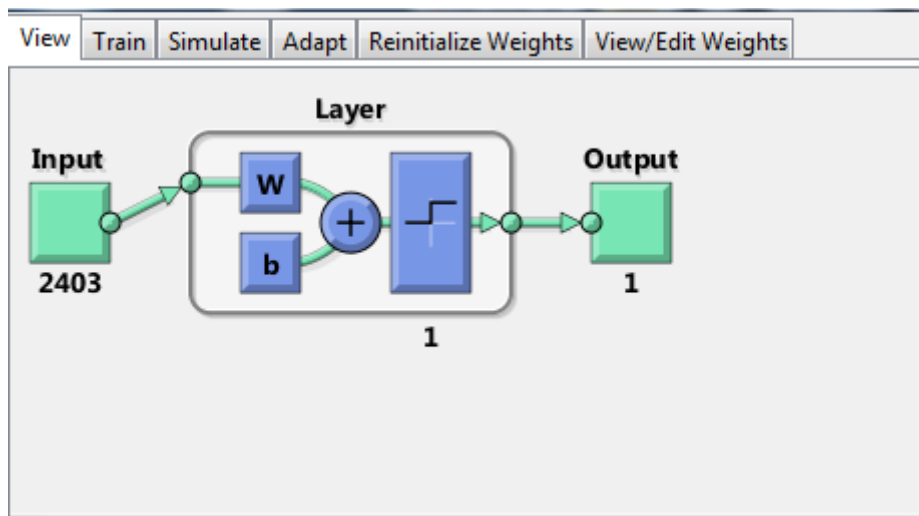 View Train Simulate Adapt Reinitialize Weights View/Edit Weights
Layer
Input
Output
W
+
b
2403
1
1